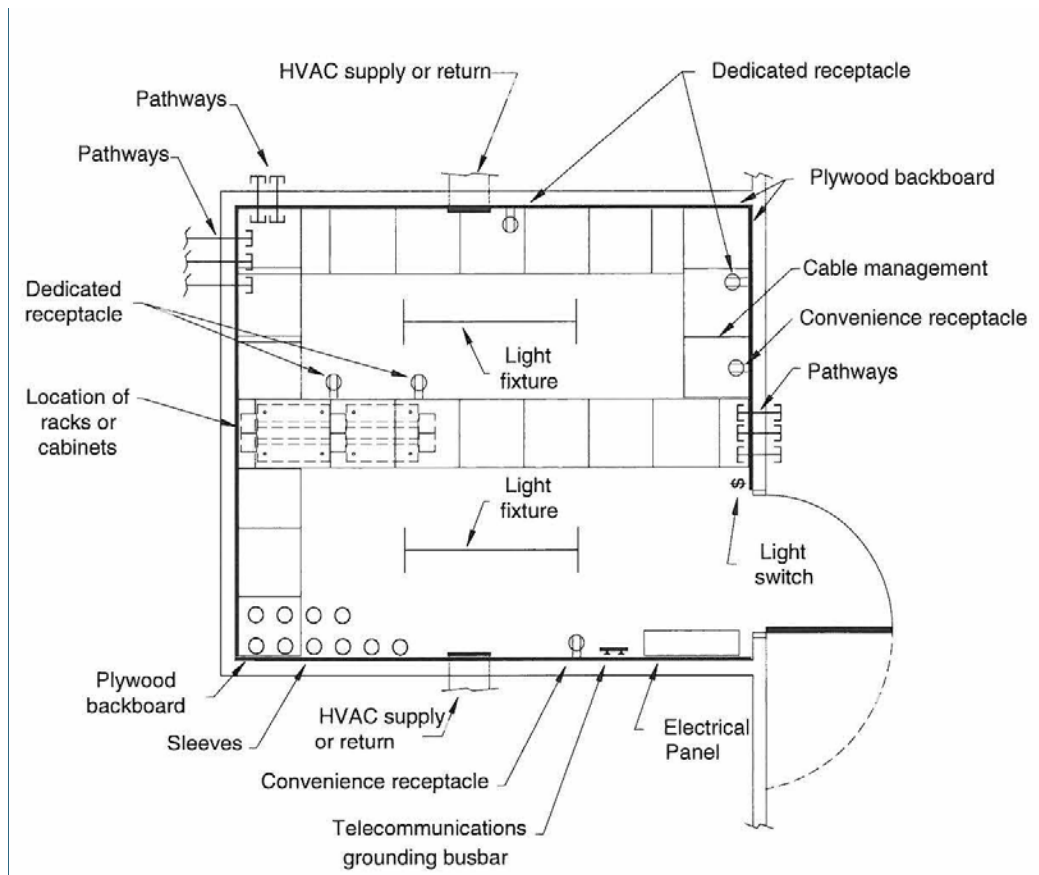 HVAC supply or return
Dedicated receptacle
Pathways
Pathways
Plywood backboard
Dedicated
receptacle
Cable management
Convenience receptacle
Light
fixture
Pathways
Location of
racks or
cabinets
Light
fixture
$
Light
switch
Plywood
backboard
Sleeves
HVAC supply
or return
Electrical
Panel
Convenience receptacle
Telecommunications
grounding busbar